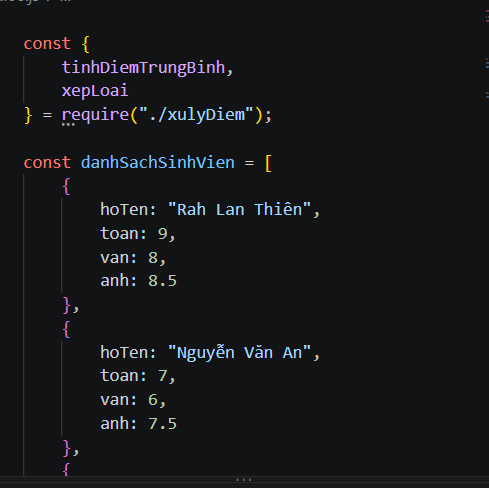 const {
    tinhDiemTrungBinh,
    xepLoai
} = require("./xulyDiem");
const danhSachSinhVien = [
    {
        hoTen: "Rah Lan Thiên",
        toan: 9,
        van: 8,
        anh: 8.5
    },
    {
        hoTen: "Nguyễn Văn An",
        toan: 7,
        van: 6,
        anh: 7.5
    },
    {